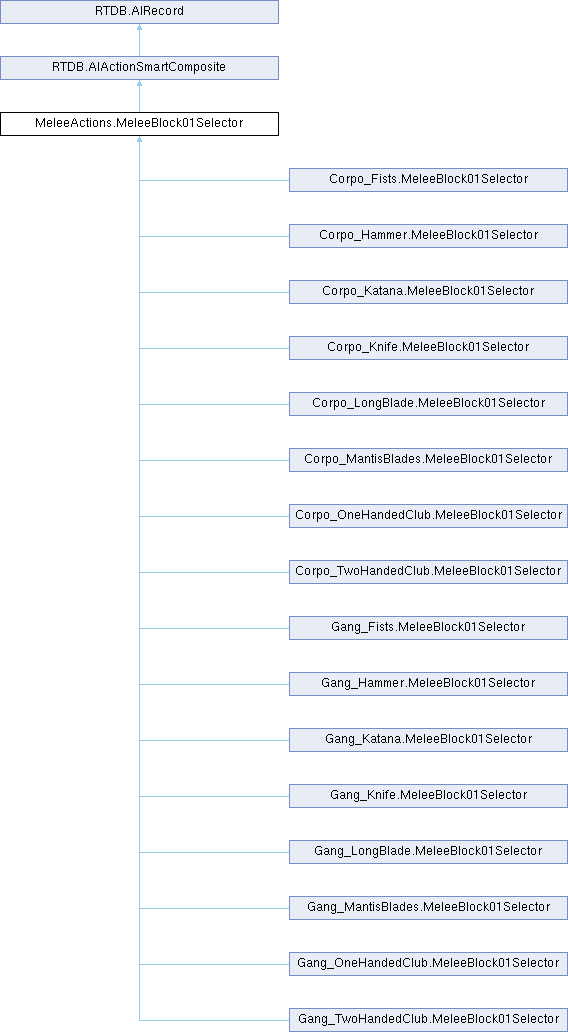 RTDB.AIRecord
RTDB.AIActionSmartComposite
MeleeActions.MeleeBlock01Selector
Corpo_Fists.MeleeBlock01Selector
Corpo_Hammer.MeleeBlock01Selector
Corpo_Katana.MeleeBlock01Selector
Corpo_Knife.MeleeBlock01Selector
Corpo_LongBlade.MeleeBlock01Selector
Corpo_MantisBlades.MeleeBlock01Selector
Corpo_OneHandedClub.MeleeBlock01Selector
Corpo_TwoHandedClub.MeleeBlock01Selector
Gang_Fists.MeleeBlock01Selector
Gang_Hammer.MeleeBlock01Selector
Gang_Katana.MeleeBlock01Selector
Gang_Knife.MeleeBlock01Selector
Gang_LongBlade.MeleeBlock01Selector
Gang_MantisBlades.MeleeBlock01Selector
Gang_OneHandedClub.MeleeBlock01Selector
Gang_TwoHandedClub.MeleeBlock01Selector